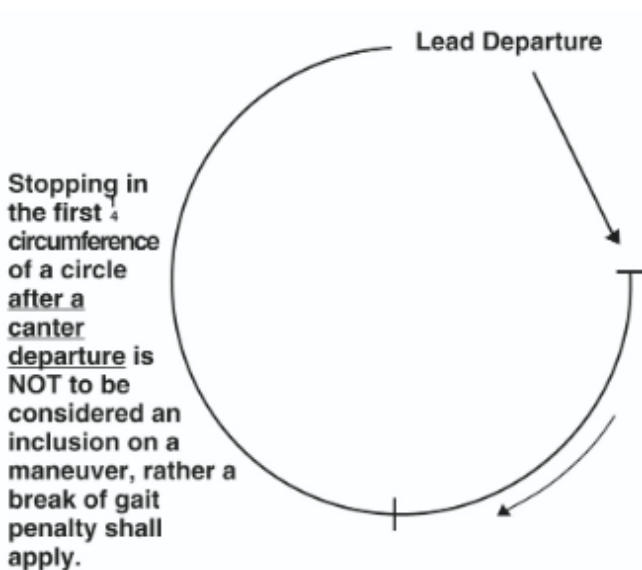 Lead Departure
Stopping in
the first 1/4
circumference
of a circle
after a
canter
departure is
NOT to be
considered an
inclusion on a
maneuver, rather a
break of gait
penalty shall
apply.